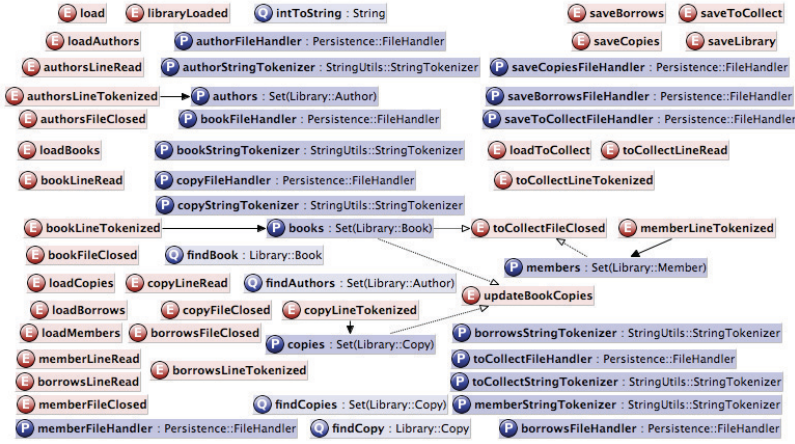 E load E libraryLoaded Q intToString : String E saveBorrows E saveToCollect
E loadAuthors P authorFileHandler : Persistence::FileHandler E saveCopies E saveLibrary
E authorsLineRead P authorStringTokenizer : StringUtils::StringTokenizer P saveCopiesFileHandler : Persistence::FileHandler
E authorsLineTokenized P authors : Set(Library::Author) P saveBorrowsFileHandler : Persistence::FileHandler
E authorsFileClosed P bookFileHandler : Persistence::FileHandler P saveToCollectFileHandler : Persistence::FileHandler
E loadBooks P bookStringTokenizer : StringUtils::StringTokenizer E loadToCollect E toCollectLineRead
E bookLineRead P copyFileHandler : Persistence::FileHandler E toCollectLineTokenized
P copyStringTokenizer : StringUtils::StringTokenizer
E bookLineTokenized P books : Set(Library::Book) E toCollectFileClosed E memberLineTokenized
E bookFileClosed Q findBook : Library::Book P members : Set(Library::Member)
E loadCopies E copyLineRead Q findAuthors : Set(Library::Author) E updateBookCopies
E loadBorrows E copyFileClosed E copyLineTokenized
E loadMembers E borrowsFileClosed P copies : Set(Library::Copy) P borrowsStringTokenizer : StringUtils::StringTokenizer
E memberLineRead E borrowsLineTokenized P toCollectFileHandler : Persistence::FileHandler
E borrowsLineRead P toCollectStringTokenizer : StringUtils::StringTokenizer
E memberFileClosed Q findCopies : Set(Library::Copy) P memberStringTokenizer : StringUtils::StringTokenizer
P memberFileHandler : Persistence::FileHandler Q findCopy : Library::Copy P borrowsFileHandler : Persistence::FileHandler